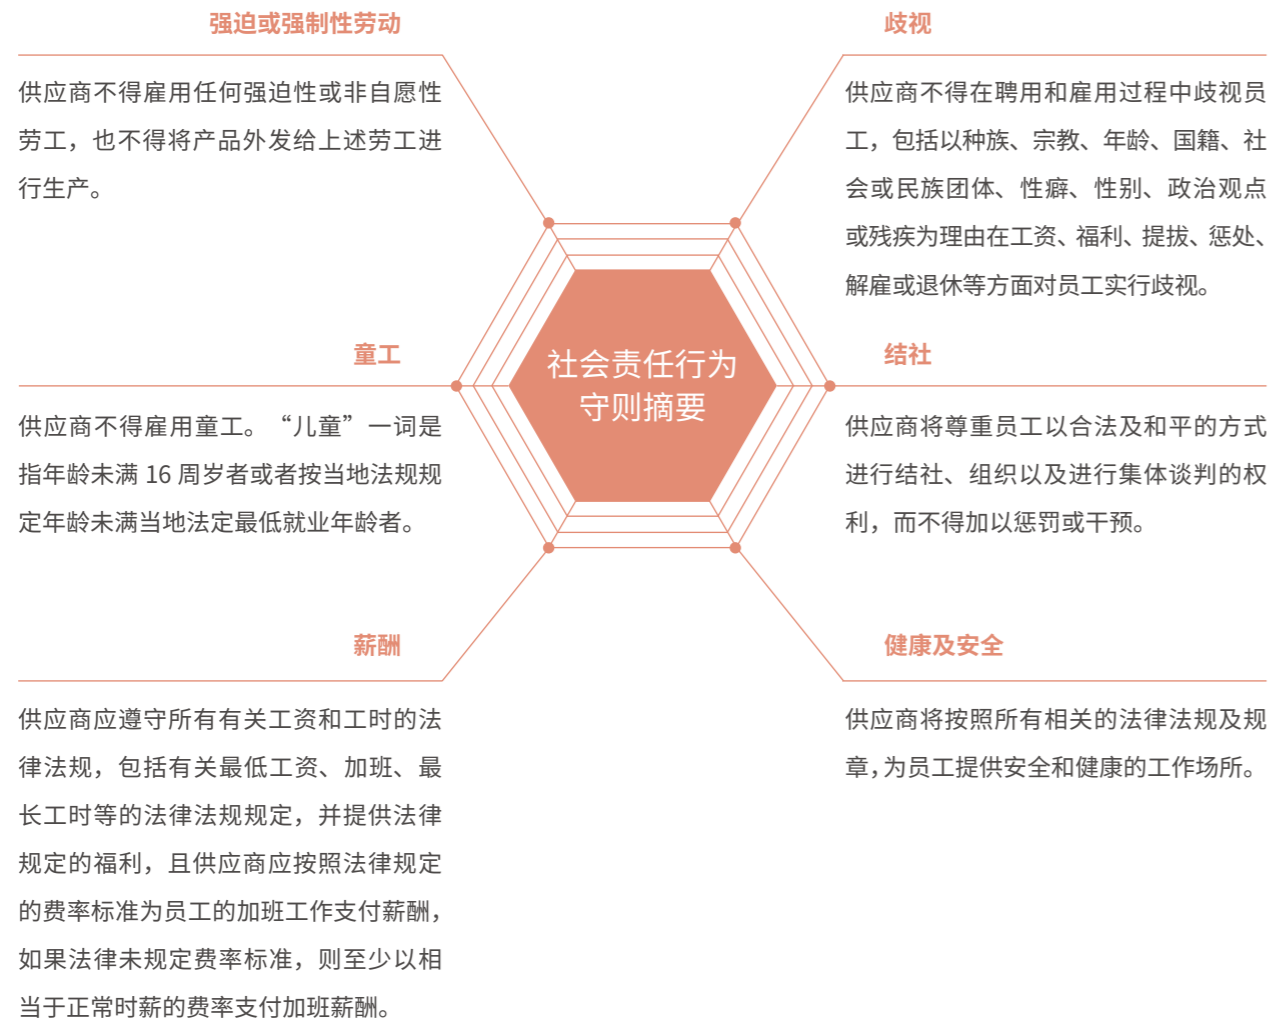 强迫或强制性劳动
供应商不得雇用任何强迫性或非自愿性
劳工，也不得将产品外发给上述劳工进
行生产。
童工
供应商不得雇用童工。“儿童”一词是
指年龄未满 16 周岁者或者按当地法规规
定年龄未满当地法定最低就业年龄者。
薪酬
供应商应遵守所有有关工资和工时的法
律法规，包括有关最低工资、加班、最
长工时等的法律法规规定，并提供法律
规定的福利，且供应商应按照法律规定
的费率标准为员工的加班工作支付薪酬，
如果法律未规定费率标准，则至少以相
当于正常时薪的费率支付加班薪酬。
社会责任行为
守则摘要
歧视
供应商不得在聘用和雇用过程中歧视员
工，包括以种族、宗教、年龄、国籍、社
会或民族团体、性癖、性别、政治观点
或残疾为理由在工资、福利、提拔、惩处、
解雇或退休等方面对员工实行歧视。
结社
供应商将尊重员工以合法及和平的方式
进行结社、组织以及进行集体谈判的权
利，而不得加以惩罚或干预。
健康及安全
供应商将按照所有相关的法律法规及规
章，为员工提供安全和健康的工作场所。